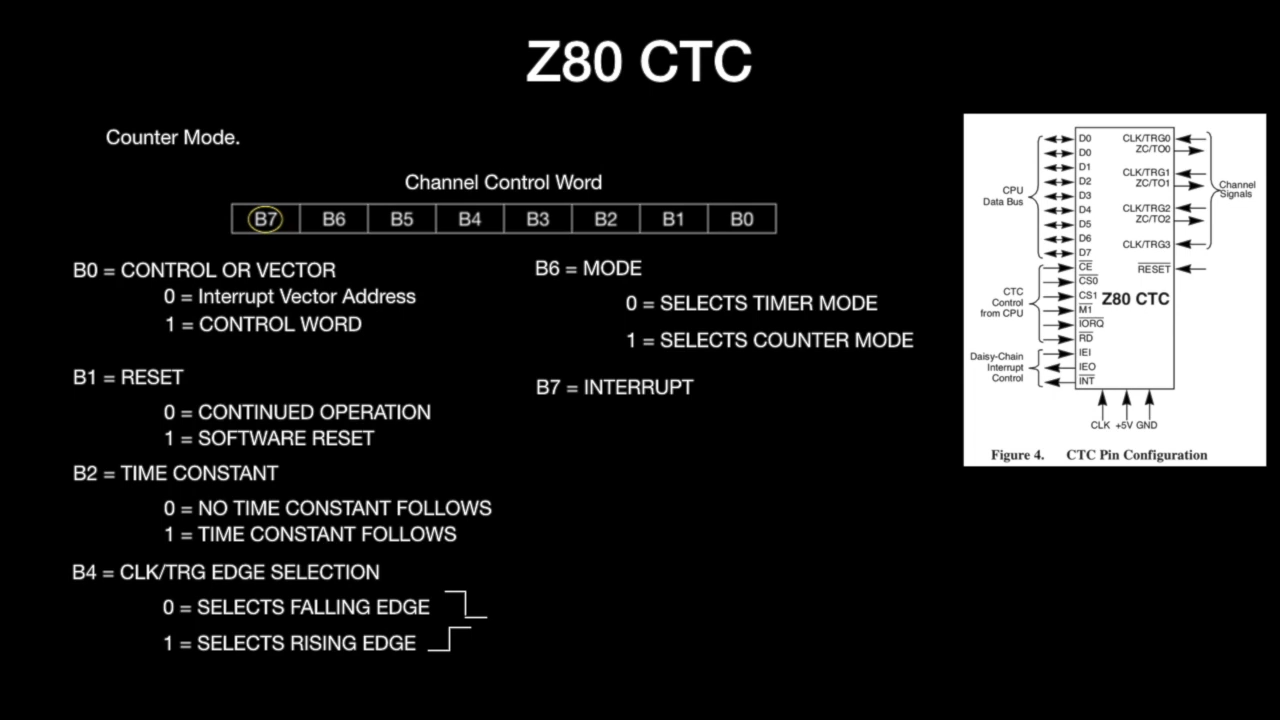 Z80 CTC
Counter Mode.
Channel Control Word
B7 B6 B5 B4 B3 B2 B1 B0
B0 = CONTROL OR VECTOR
0 = Interrupt Vector Address
1 = CONTROL WORD
B1 = RESET
0 = CONTINUED OPERATION
1 = SOFTWARE RESET
B2 = TIME CONSTANT
0 = NO TIME CONSTANT FOLLOWS
1 = TIME CONSTANT FOLLOWS
B4 = CLK/TRG EDGE SELECTION
0 = SELECTS FALLING EDGE
1 = SELECTS RISING EDGE
B6 = MODE
0 = SELECTS TIMER MODE
1 = SELECTS COUNTER MODE
B7 = INTERRUPT
CPU
Data Bus
CTC
Control
from CPU
Daisy-Chain
Interrupt
Control
D0
D0
D1
D2
D3
D4
D5
D6
D7
CE
CS0
CS1
M1
IORQ
RD
IEI
IEO
INT
Z80 CTC
CLK/TRG0
ZC/TO0
CLK/TRG1
ZC/TO1
CLK/TRG2
ZC/TO2
CLK/TRG3
RESET
Channel
Signals
CLK +5V GND
Figure 4. CTC Pin Configuration